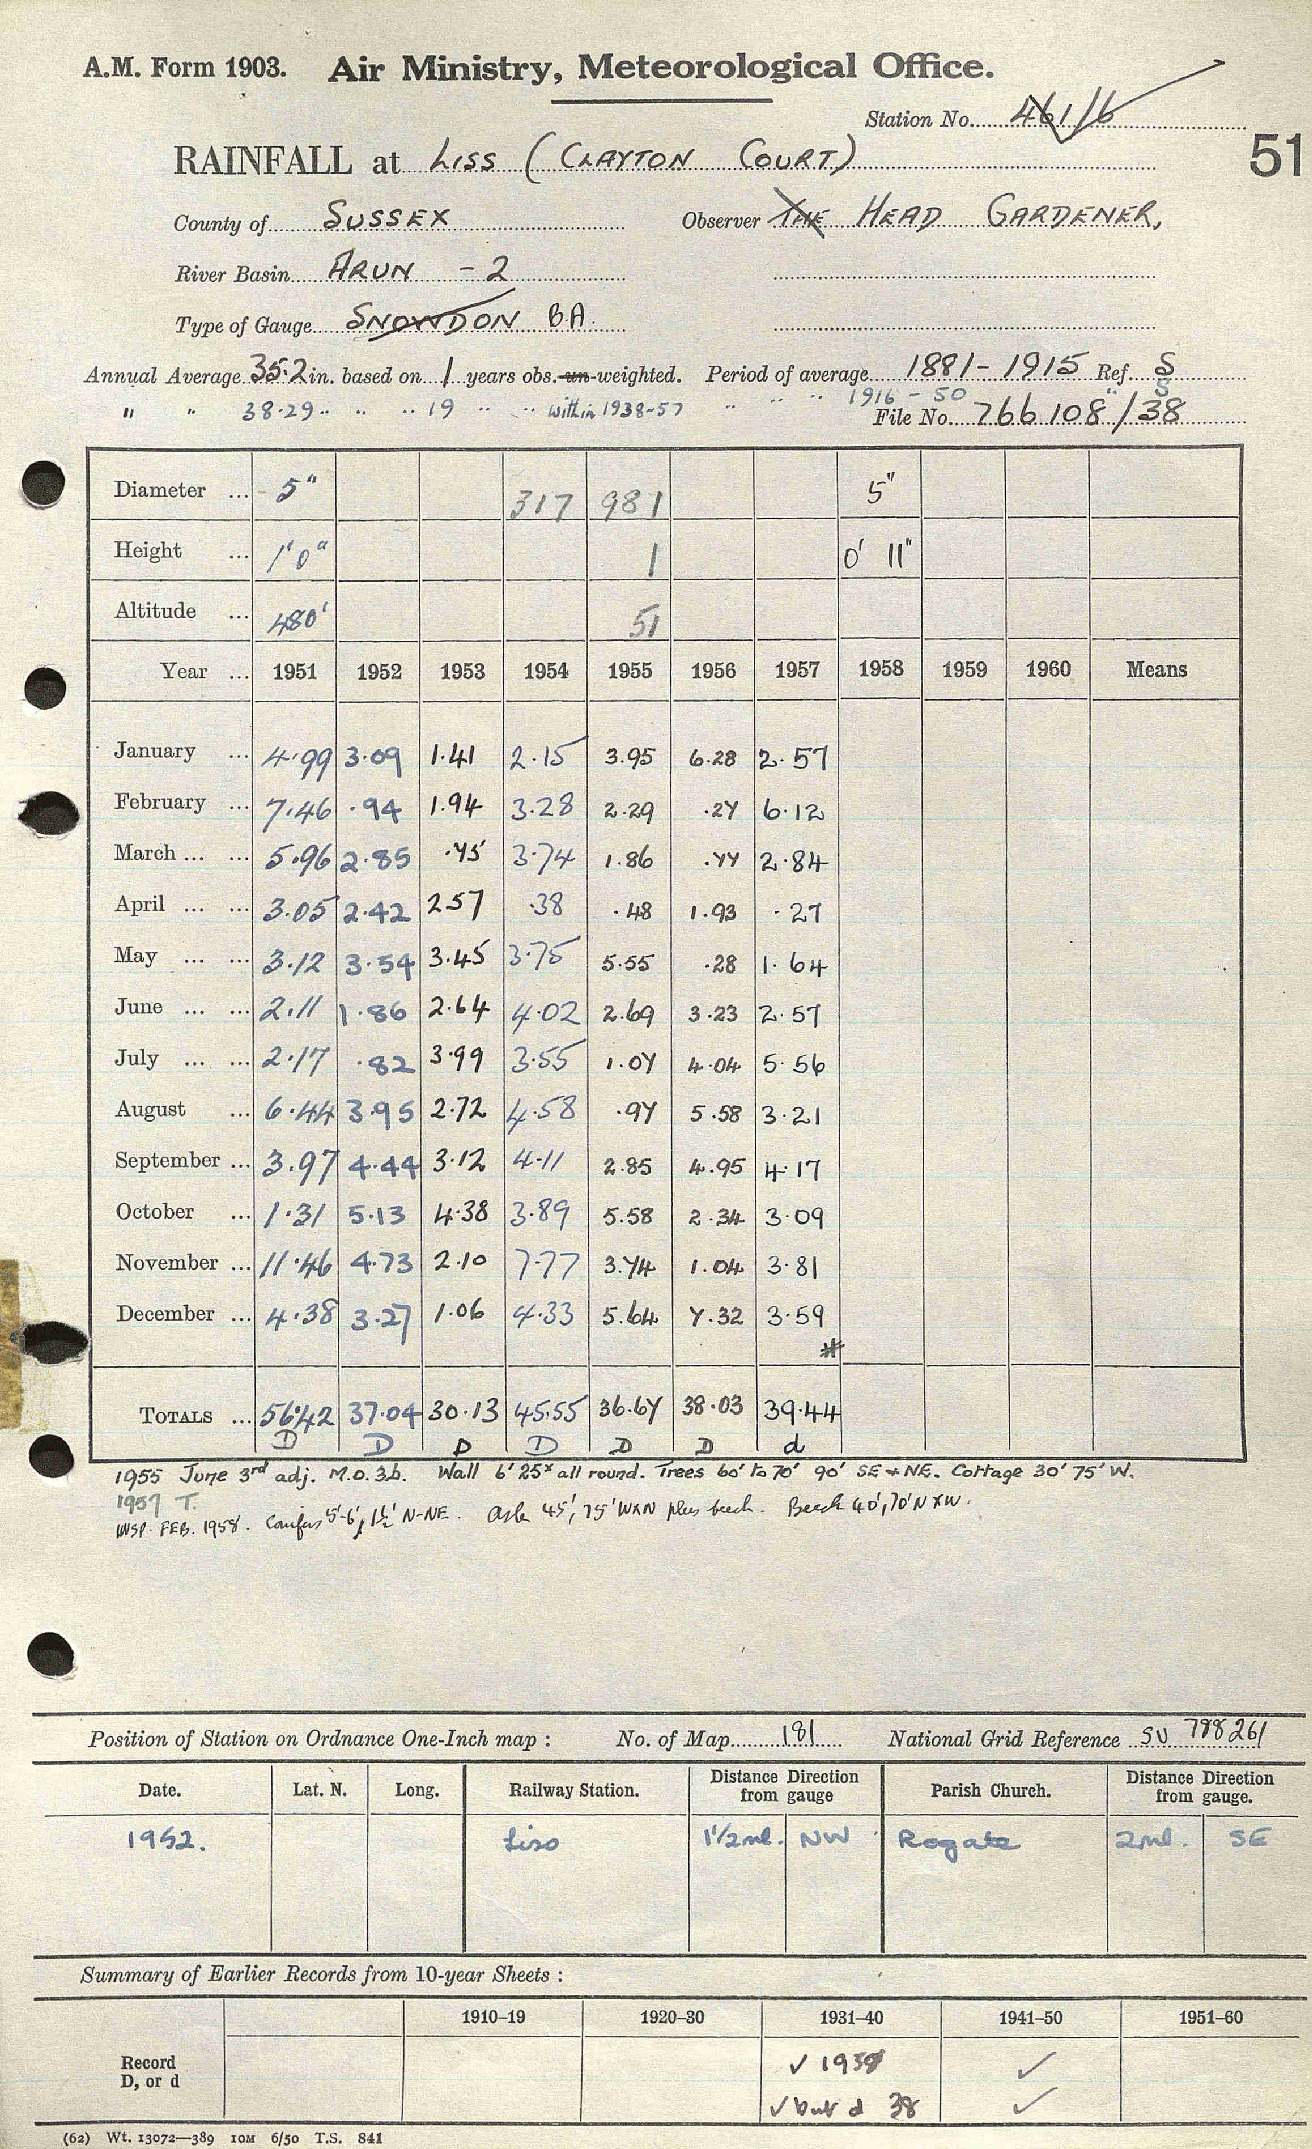 A.M. Form 1903. Air Ministry, Meteorological Office.
Station No. 461/6
51
RAINFALL at LISS (CLAYTON COURT)
County of SUSSEX Observer THE HEAD GARDENER,
River Basin ARUN - 2
Type of Gauge SNOWDON B.A.
Annual Average 35.2 in. based on 1 years obs. un-weighted. Period of average 1881-1915 Ref. S
" " 38.29 " " " 19 " " within 1938-57 " " " 1916-50 " S
File No. 766108/38
Diameter ... 5" 317 981 5"
Height ... 1'0" 1 0' 11"
Altitude ... 480' 51
Year ... 1951 1952 1953 1954 1955 1956 1957 1958 1959 1960 Means
January ... 4.99 3.09 1.41 2.15 3.95 6.28 2.57
February ... 7.46 .94 1.94 3.28 2.29 .27 6.12
March ... ... 5.96 2.85 .75 3.74 1.86 .77 2.84
April ... ... 3.05 2.42 2.57 .38 .48 1.93 .27
May ... ... 3.12 3.54 3.45 3.75 5.55 .28 1.64
June ... ... 2.11 1.86 2.64 4.02 2.69 3.23 2.57
July ... ... 2.17 .82 3.99 3.55 1.07 4.04 5.56
August ... 6.44 3.95 2.72 4.58 .97 5.58 3.21
September ... 3.97 4.44 3.12 4.11 2.85 4.95 4.17
October ... 1.31 5.13 4.38 3.89 5.58 2.34 3.09
November ... 11.46 4.73 2.10 7.77 3.74 1.04 3.81
December ... 4.38 3.27 1.06 4.33 5.64 7.32 3.59
#
TOTALS ... 56.42 37.04 30.13 45.55 36.67 38.03 39.44
D D D D D D d
1955 June 3rd adj. M.O.3b. Wall 6' 25" all round. Trees 60' to 70' 90' SE + NE. Cottage 30' 75' W.
1957 T.
INSP. FEB. 1958. Conifers 5'-6', N-NE. Ash 45', 75' WXN plus beech. Beech 40', 70' NXW.
Position of Station on Ordnance One-Inch map : No. of Map 181 National Grid Reference SU 788261
Date. Lat. N. Long. Railway Station. Distance Direction from gauge Parish Church. Distance Direction from gauge.
1952. Liss 1 1/2 ml. NW Rogate 2 ml. SE
Summary of Earlier Records from 10-year Sheets :
1910–19 1920–30 1931–40 1941–50 1951–60
Record ✓ 1938 ✓
D, or d ✓ but d 38 ✓
(62) Wt. 13072—389 10M 6/50 T.S. 841